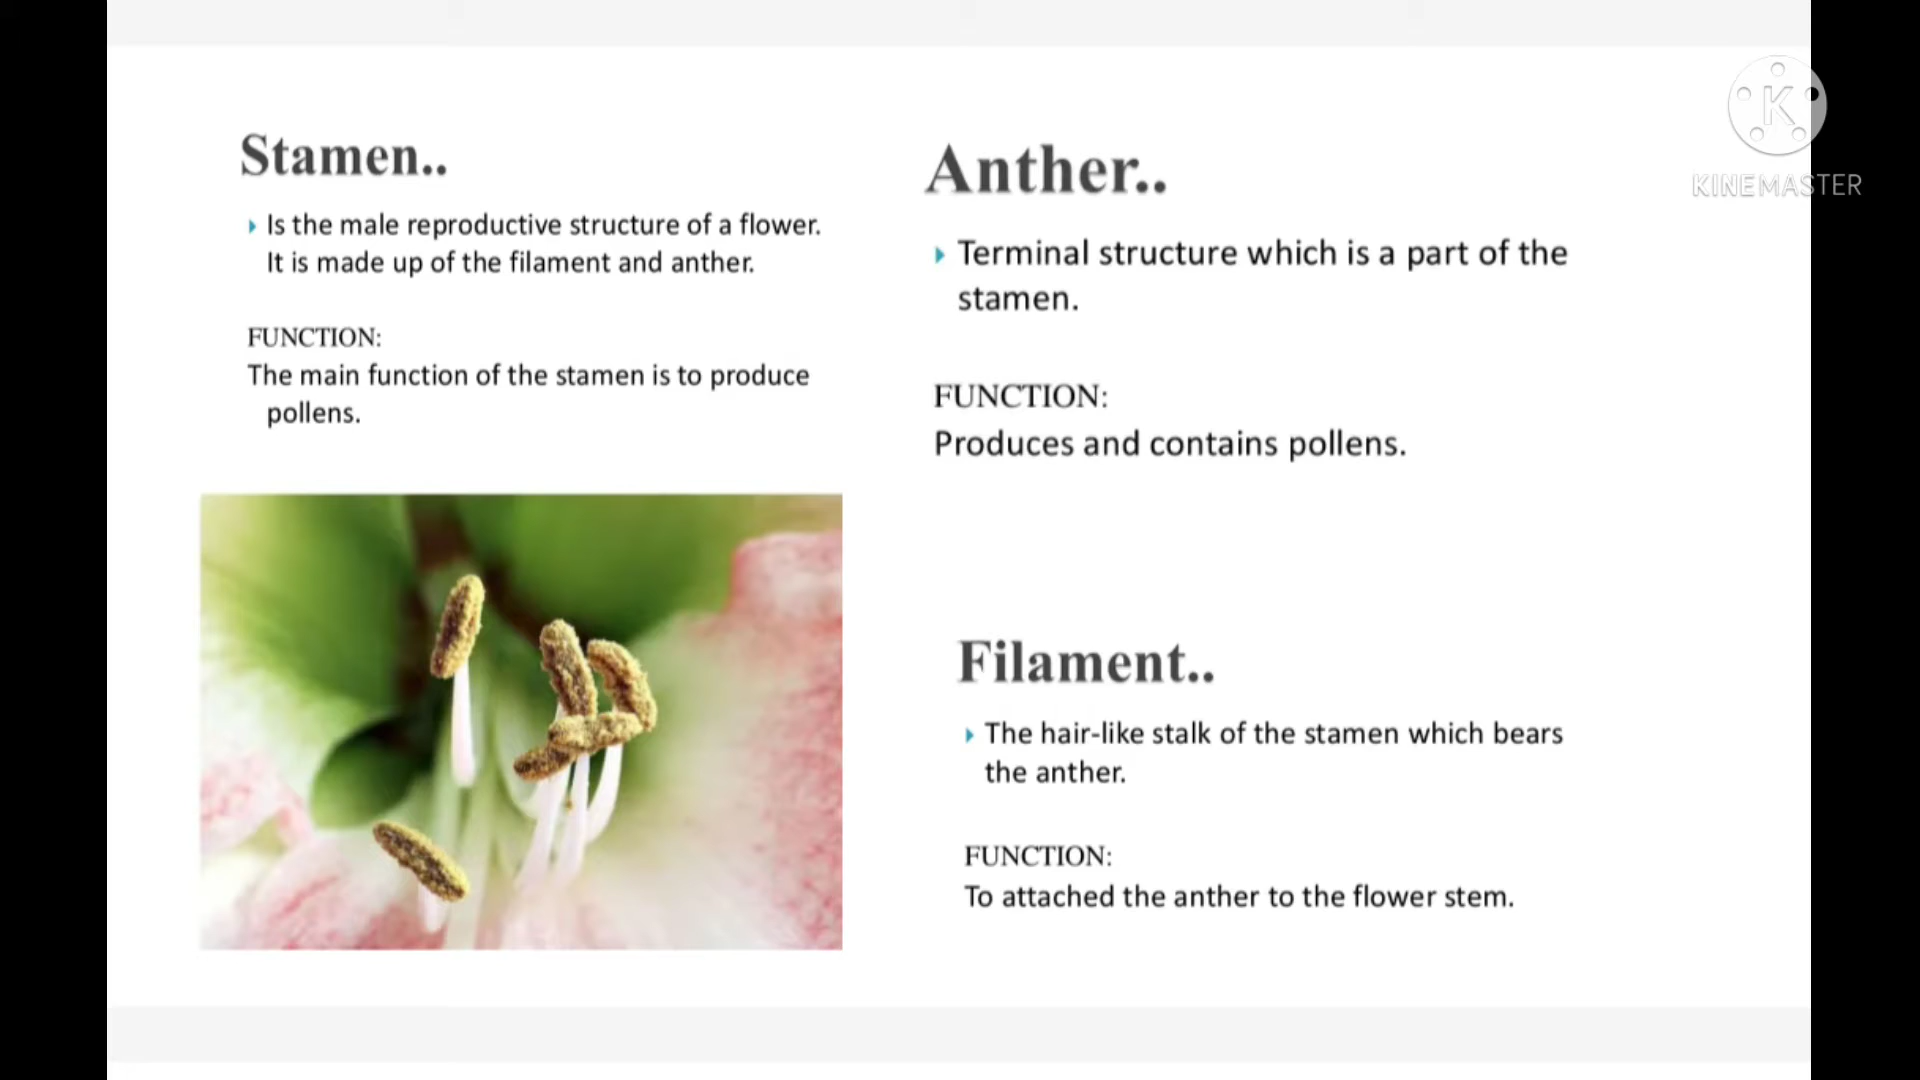 Stamen..
Is the male reproductive structure of a flower.
It is made up of the filament and anther.
FUNCTION:
The main function of the stamen is to produce
pollens.
Anther..
Terminal structure which is a part of the
stamen.
FUNCTION:
Produces and contains pollens.
Filament..
The hair-like stalk of the stamen which bears
the anther.
FUNCTION:
To attached the anther to the flower stem.
K
KINEMASTER